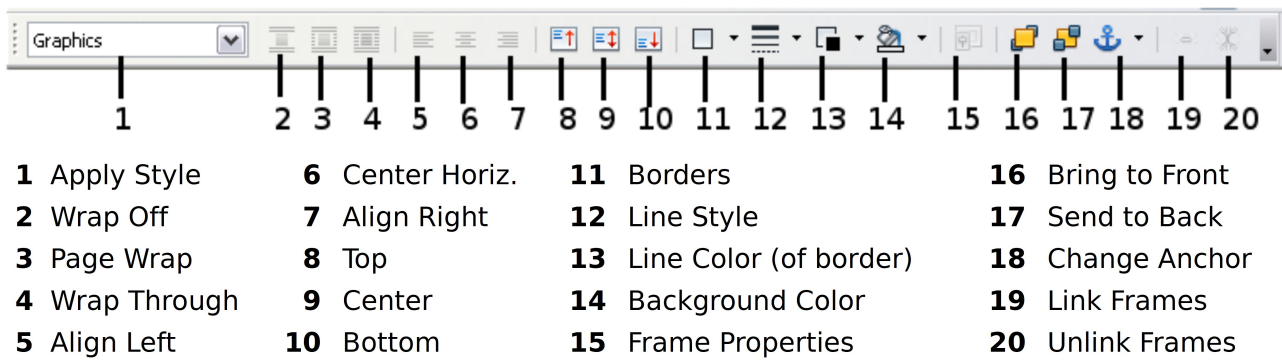 Graphics
1 2 3 4 5 6 7 8 9 10 11 12 13 14 15 16 17 18 19 20
1 Apply Style
2 Wrap Off
3 Page Wrap
4 Wrap Through
5 Align Left
6 Center Horiz.
7 Align Right
8 Top
9 Center
10 Bottom
11 Borders
12 Line Style
13 Line Color (of border)
14 Background Color
15 Frame Properties
16 Bring to Front
17 Send to Back
18 Change Anchor
19 Link Frames
20 Unlink Frames